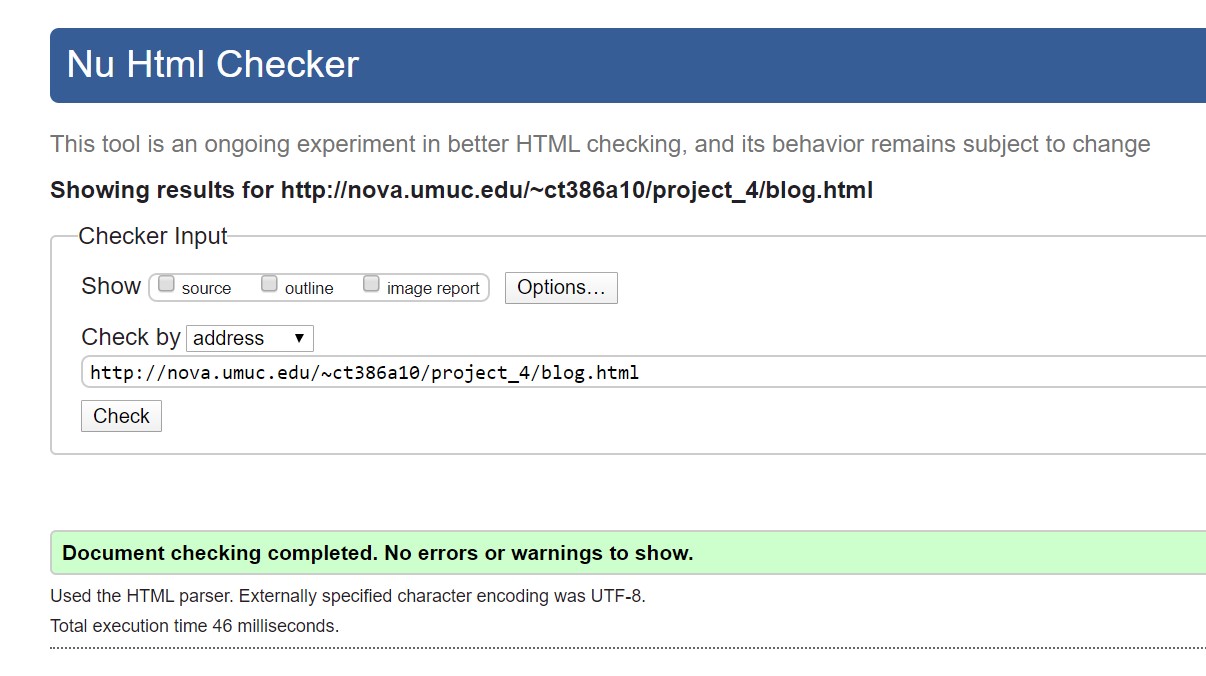 Nu Html Checker
This tool is an ongoing experiment in better HTML checking, and its behavior remains subject to change
Showing results for http://nova.umuc.edu/~ct386a10/project_4/blog.html
Checker Input
Show source outline image report Options...
Check by address
http://nova.umuc.edu/~ct386a10/project_4/blog.html
Check
Document checking completed. No errors or warnings to show.
Used the HTML parser. Externally specified character encoding was UTF-8.
Total execution time 46 milliseconds.